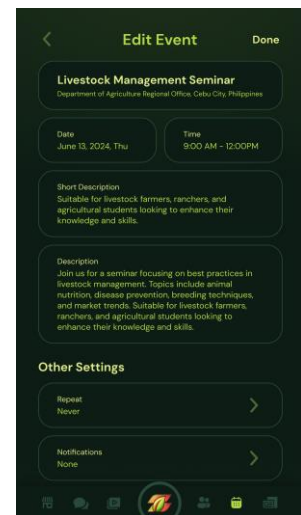 Edit Event
Done
Livestock Management Seminar
Department of Agriculture Regional Office, Cebu City, Philippines
Date
June 13, 2024, Thu
Time
9:00 AM - 12:00PM
Short Description
Suitable for livestock farmers, ranchers, and
agricultural students looking to enhance their
knowledge and skills.
Description
Join us for a seminar focusing on best practices in
livestock management. Topics include animal
nutrition, disease prevention, breeding techniques,
and market trends. Suitable for livestock farmers,
ranchers, and agricultural students looking to
enhance their knowledge and skills.
Other Settings
Repeat
Never
Notifications
None